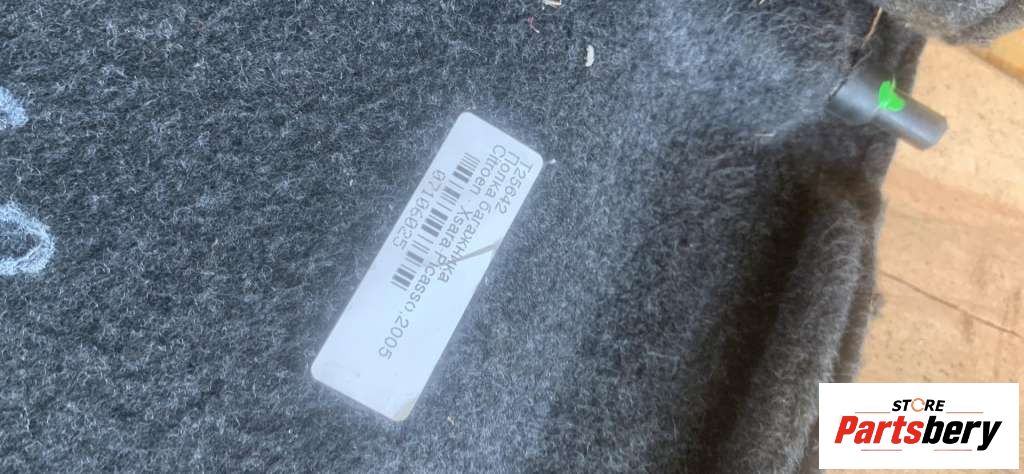 T25642
Полка багажника
Citroen - Xsara Picasso,2005
07106025
STORE
Partsbery